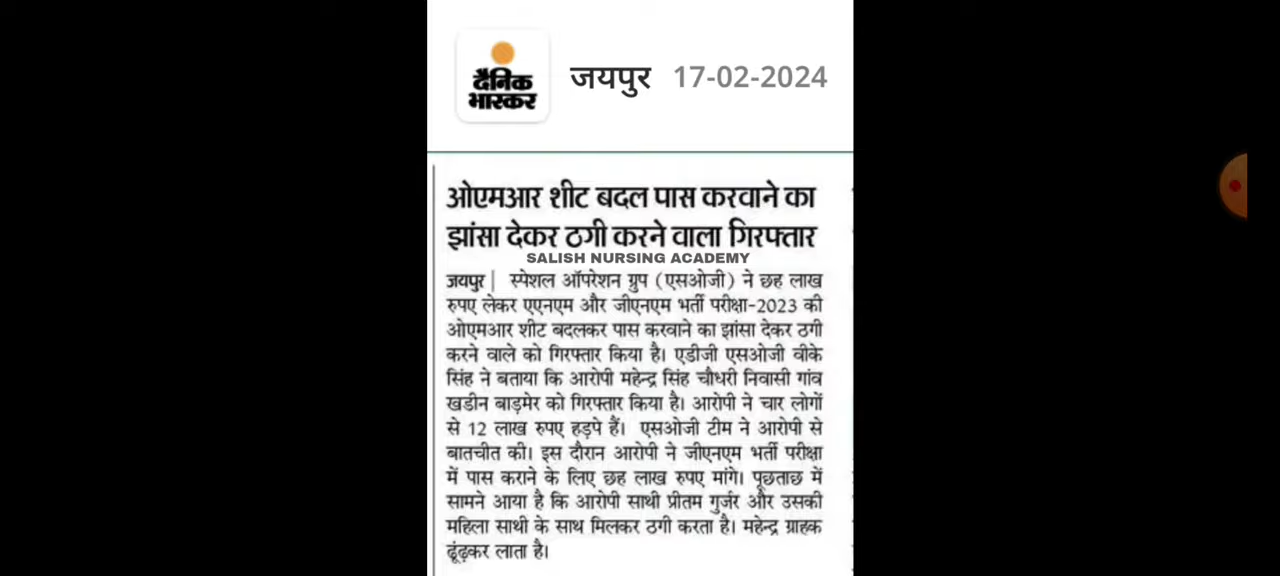 दैनिक
भास्कर
जयपुर 17-02-2024
ओएमआर शीट बदल पास करवाने का
झांसा देकर ठगी करने वाला गिरफ्तार
SALISH NURSING ACADEMY
जयपुर | स्पेशल ऑपरेशन ग्रुप (एसओजी) ने छह लाख
रुपए लेकर एएनएम और जीएनएम भर्ती परीक्षा-2023 की
ओएमआर शीट बदलकर पास करवाने का झांसा देकर ठगी
करने वाले को गिरफ्तार किया है। एडीजी एसओजी वीके
सिंह ने बताया कि आरोपी महेन्द्र सिंह चौधरी निवासी गांव
खडीन बाड़मेर को गिरफ्तार किया है। आरोपी ने चार लोगों
से 12 लाख रुपए हड़पे हैं। एसओजी टीम ने आरोपी से
बातचीत की। इस दौरान आरोपी ने जीएनएम भर्ती परीक्षा
में पास कराने के लिए छह लाख रुपए मांगे। पूछताछ में
सामने आया है कि आरोपी साथी प्रीतम गुर्जर और उसकी
महिला साथी के साथ मिलकर ठगी करता है। महेन्द्र ग्राहक
ढूंढ़कर लाता है।